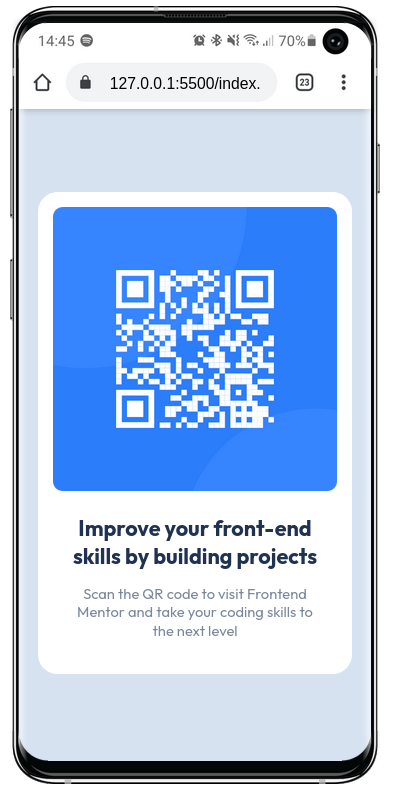 14:45 70%
127.0.0.1:5500/index. 23
Improve your front-end
skills by building projects
Scan the QR code to visit Frontend
Mentor and take your coding skills to
the next level